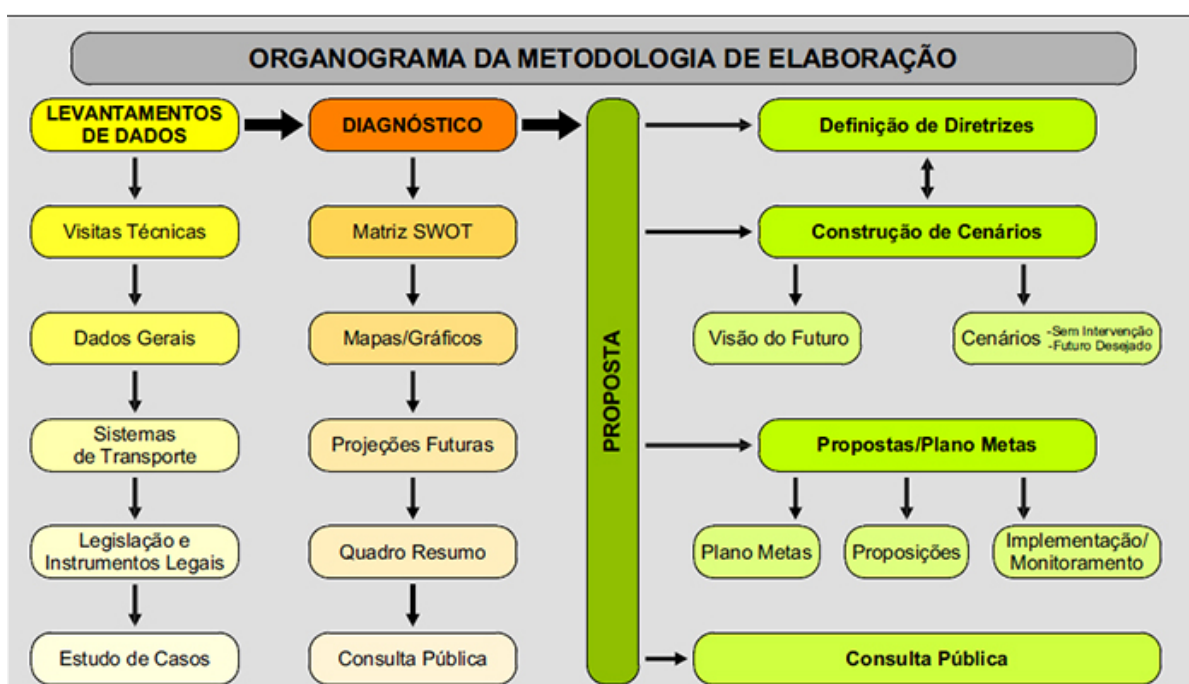 ORGANOGRAMA DA METODOLOGIA DE ELABORAÇÃO
LEVANTAMENTOS
DE DADOS
Visitas Técnicas
Dados Gerais
Sistemas
de Transporte
Legislação e
Instrumentos Legais
Estudo de Casos
DIAGNÓSTICO
Matriz SWOT
Mapas/Gráficos
Projeções Futuras
Quadro Resumo
Consulta Pública
PROPOSTA
Definição de Diretrizes
Construção de Cenários
Visão do Futuro
Cenários -Sem Intervenção
-Futuro Desejado
Propostas/Plano Metas
Plano Metas
Proposições
Implementação/
Monitoramento
Consulta Pública